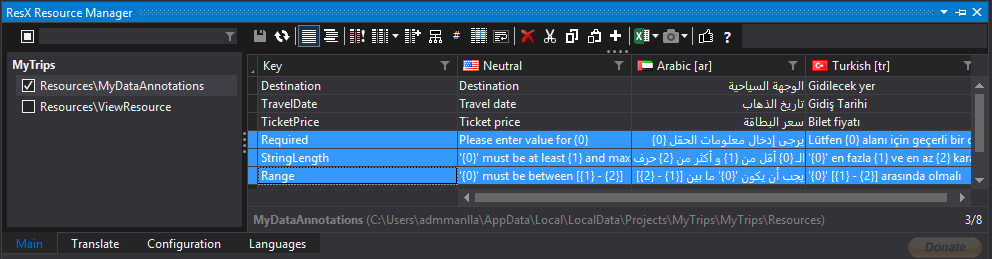 ResX Resource Manager
MyTrips
Resources\MyDataAnnotations
Resources\ViewResource
Key Neutral Arabic [ar] Turkish [tr]
Destination Destination الوجهة السياحية Gidilecek yer
TravelDate Travel date تاريخ الذهاب Gidiş Tarihi
TicketPrice Ticket price سعر البطاقة Bilet fiyatı
Required Please enter value for {0} يرجى إدخال معلومات الحقل {0} Lütfen {0} alanı için geçerli bir d
StringLength '{0}' must be at least {1} and max الـ {0} أقل من {1} و أكثر من {2} حرف '{0}' en fazla {1} ve en az {2} kara
Range '{0}' must be between [{1} - {2}] يجب أن يكون '{0}' ما بين [{1} - {2}] '{0}' [{1} - {2}] arasında olmalı
MyDataAnnotations (C:\Users\admmanlla\AppData\Local\LocalData\Projects\MyTrips\MyTrips\Resources) 3/8
Main Translate Configuration Languages Donate